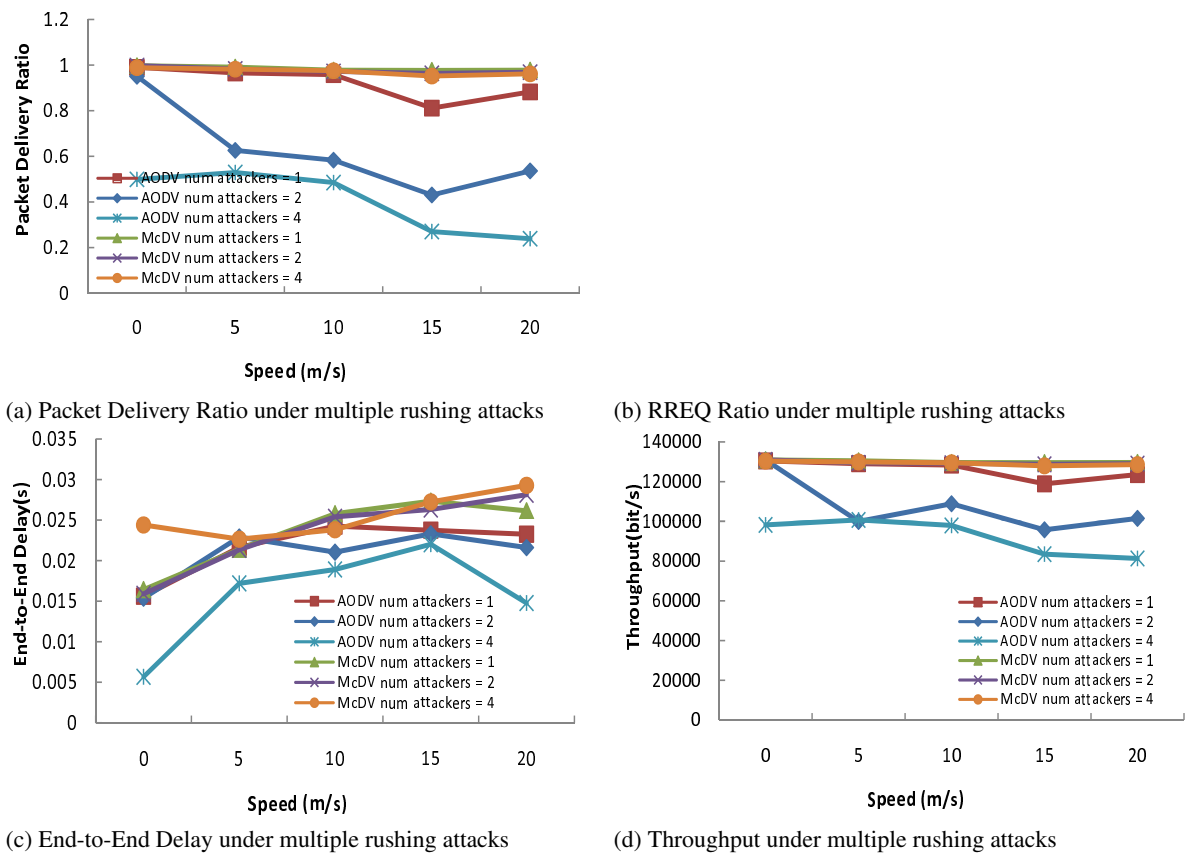 1.2
1
0.8
0.6
0.4
0.2
0
Packet Delivery Ratio
AODV num attackers = 1
AODV num attackers = 2
AODV num attackers = 4
McDV num attackers = 1
McDV num attackers = 2
McDV num attackers = 4
0 5 10 15 20
Speed (m/s)
(a) Packet Delivery Ratio under multiple rushing attacks
(b) RREQ Ratio under multiple rushing attacks
0.035
0.03
0.025
0.02
0.015
0.01
0.005
0
End-to-End Delay(s)
AODV num attackers = 1
AODV num attackers = 2
AODV num attackers = 4
McDV num attackers = 1
McDV num attackers = 2
McDV num attackers = 4
0 5 10 15 20
Speed (m/s)
(c) End-to-End Delay under multiple rushing attacks
140000
120000
100000
80000
60000
40000
20000
0
Throughput(bit/s)
AODV num attackers = 1
AODV num attackers = 2
AODV num attackers = 4
McDV num attackers = 1
McDV num attackers = 2
McDV num attackers = 4
0 5 10 15 20
Speed (m/s)
(d) Throughput under multiple rushing attacks